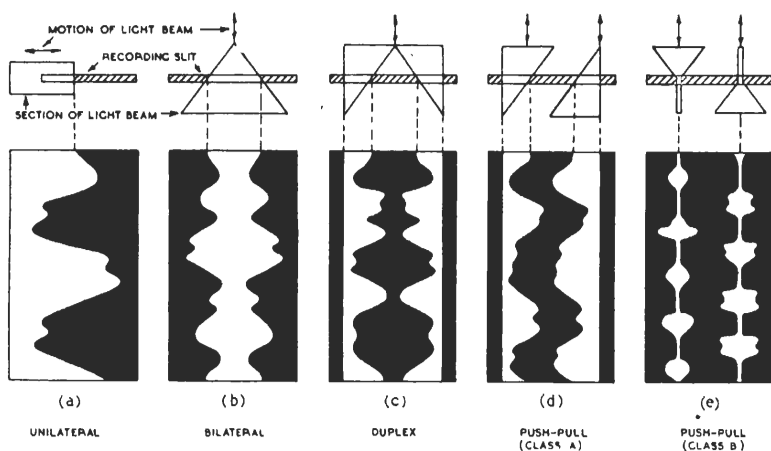 MOTION OF LIGHT BEAM
RECORDING SLIT
SECTION OF LIGHT BEAM
(a) (b) (c) (d) (e)
UNILATERAL BILATERAL DUPLEX PUSH-PULL PUSH-PULL
(CLASS A) (CLASS B)